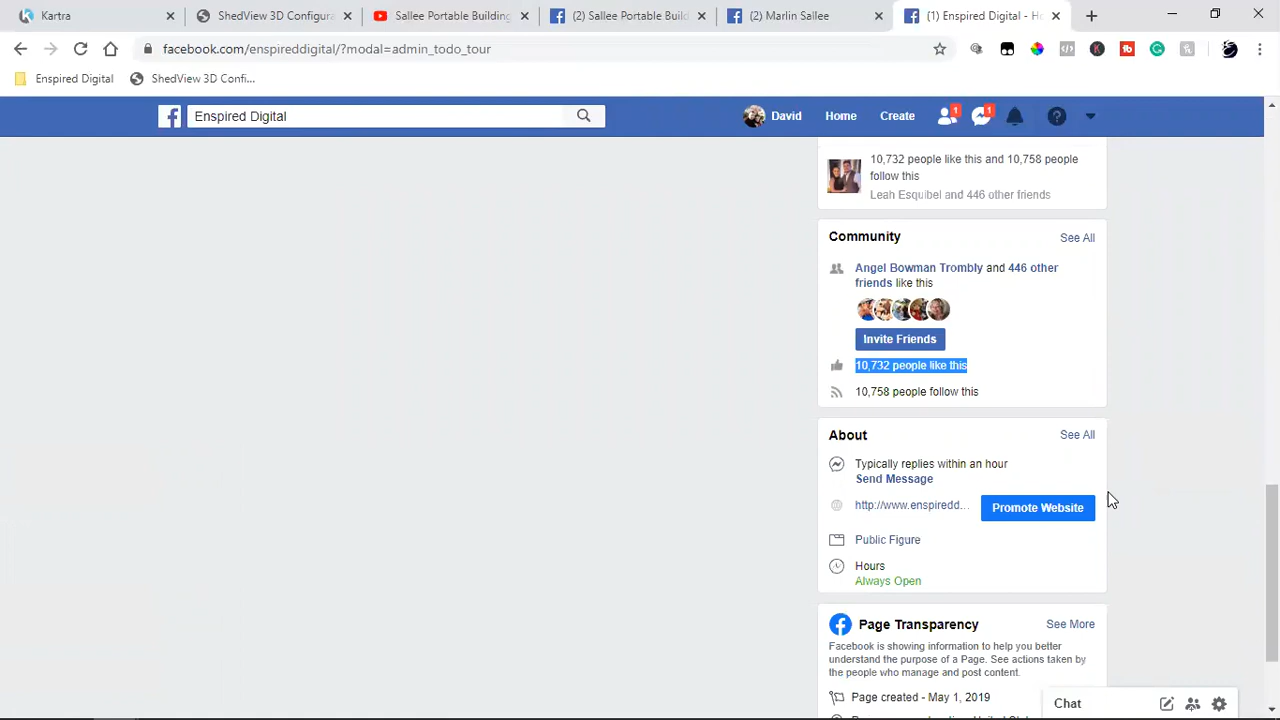 Kartra
ShedView 3D Configura
Sallee Portable Building
(2) Sallee Portable Build
(2) Marlin Sallee
(1) Enspired Digital - Ho
facebook.com/enspireddigital/?modal=admin_todo_tour
Enspired Digital
ShedView 3D Confi...
Enspired Digital
David
Home
Create
1
1
10,732 people like this and 10,758 people
follow this
Leah Esquibel and 446 other friends
Community
See All
Angel Bowman Trombly and 446 other
friends like this
Invite Friends
10,732 people like this
10,758 people follow this
About
See All
Typically replies within an hour
Send Message
http://www.enspiredd...
Promote Website
Public Figure
Hours
Always Open
Page Transparency
See More
Facebook is showing information to help you better
understand the purpose of a Page. See actions taken by
the people who manage and post content.
Page created - May 1, 2019
Chat